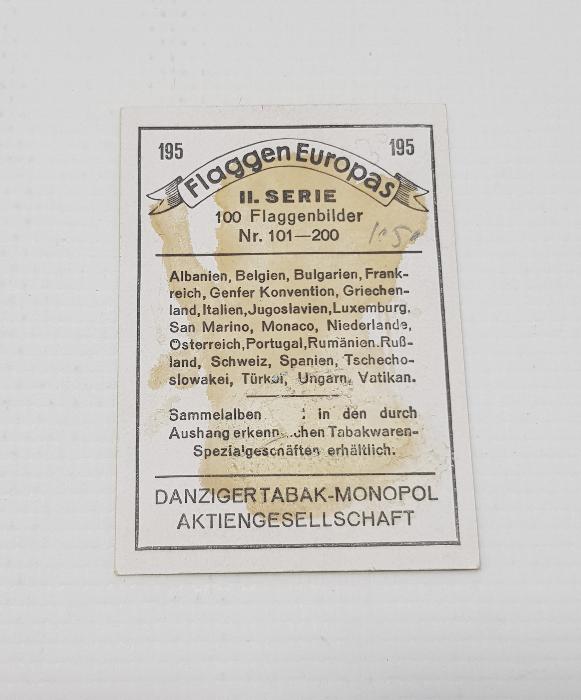 195 195
Flaggen Europas
II. SERIE
100 Flaggenbilder
Nr. 101—200
Albanien, Belgien, Bulgarien, Frank-
reich, Genfer Konvention, Griechen-
land, Italien, Jugoslavien, Luxemburg,
San Marino, Monaco, Niederlande,
Österreich, Portugal, Rumänien. Ruß-
land, Schweiz, Spanien, Tschecho-
slowakei, Türkei, Ungarn, Vatikan.
Sammelalben in den durch
Aushang Tabakwaren-
Spezialgeschäften erhältlich.
DANZIGER TABAK-MONOPOL
AKTIENGESELLSCHAFT